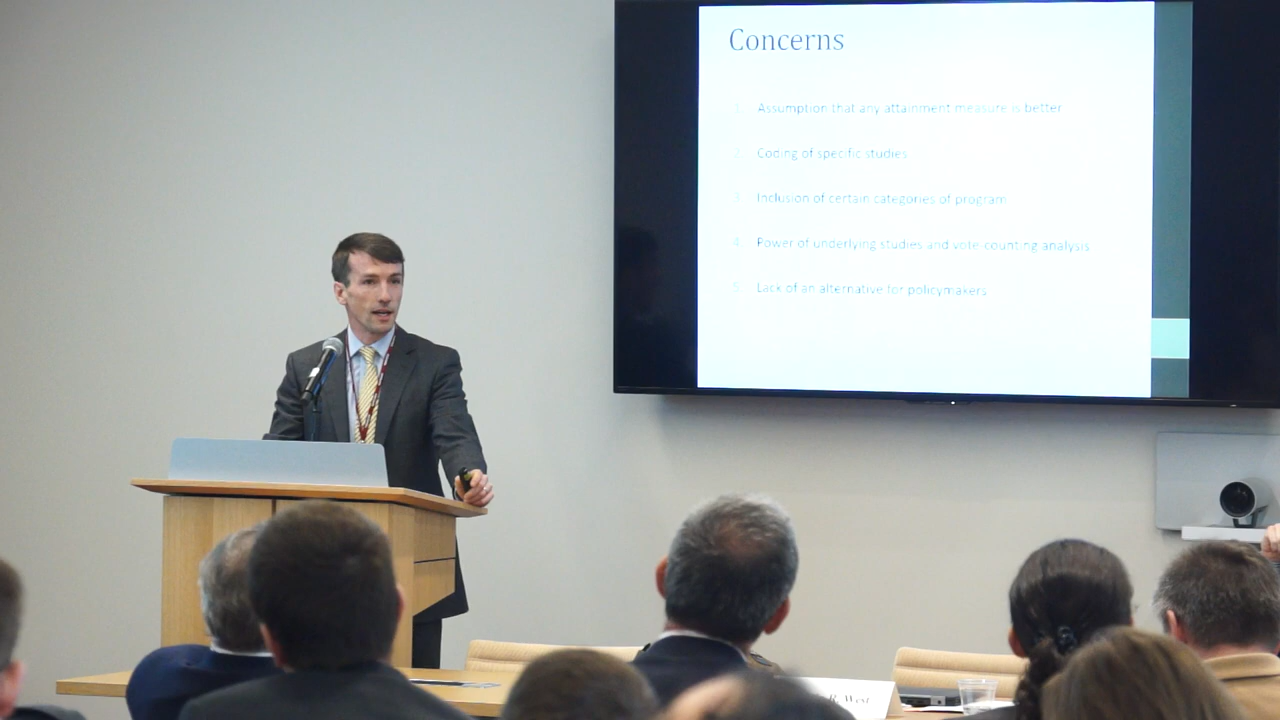 Concerns
1. Assumption that any attainment measure is better
2. Coding of specific studies
3. Inclusion of certain categories of program
4. Power of underlying studies and vote-counting analysis
5. Lack of an alternative for policymakers
R. West